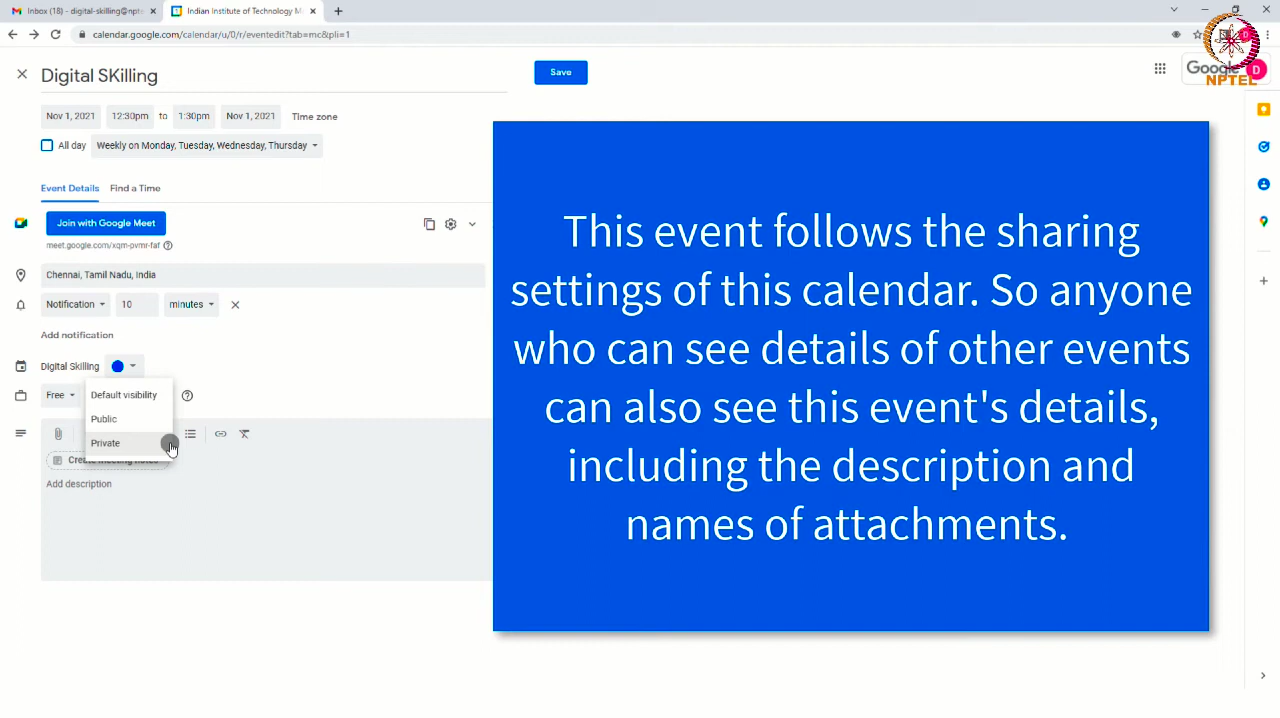 Inbox (18) - digital-skilling@npte
Indian Institute of Technology M
calendar.google.com/calendar/u/0/r/eventedit?tab=mc&pli=1
Digital SKilling
Save
Google
D
NPTEL
Nov 1, 2021 12:30pm to 1:30pm Nov 1, 2021 Time zone
All day Weekly on Monday, Tuesday, Wednesday, Thursday
Event Details Find a Time
Join with Google Meet
meet.google.com/xqm-pvmr-faf
Chennai, Tamil Nadu, India
Notification 10 minutes
Add notification
Digital Skilling
Free
Default visibility
Public
Private
Create meeting notes
Add description
This event follows the sharing
settings of this calendar. So anyone
who can see details of other events
can also see this event's details,
including the description and
names of attachments.